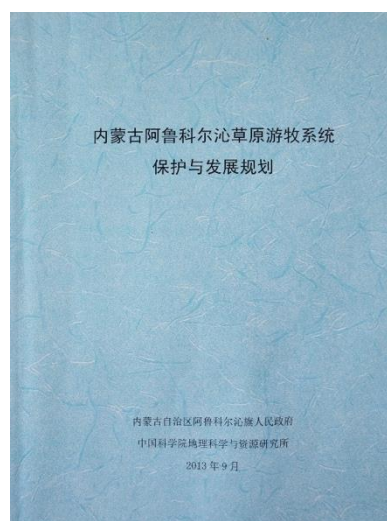 内蒙古阿鲁科尔沁草原游牧系统
保护与发展规划
内蒙古自治区阿鲁科尔沁旗人民政府
中国科学院地理科学与资源研究所
2013年9月